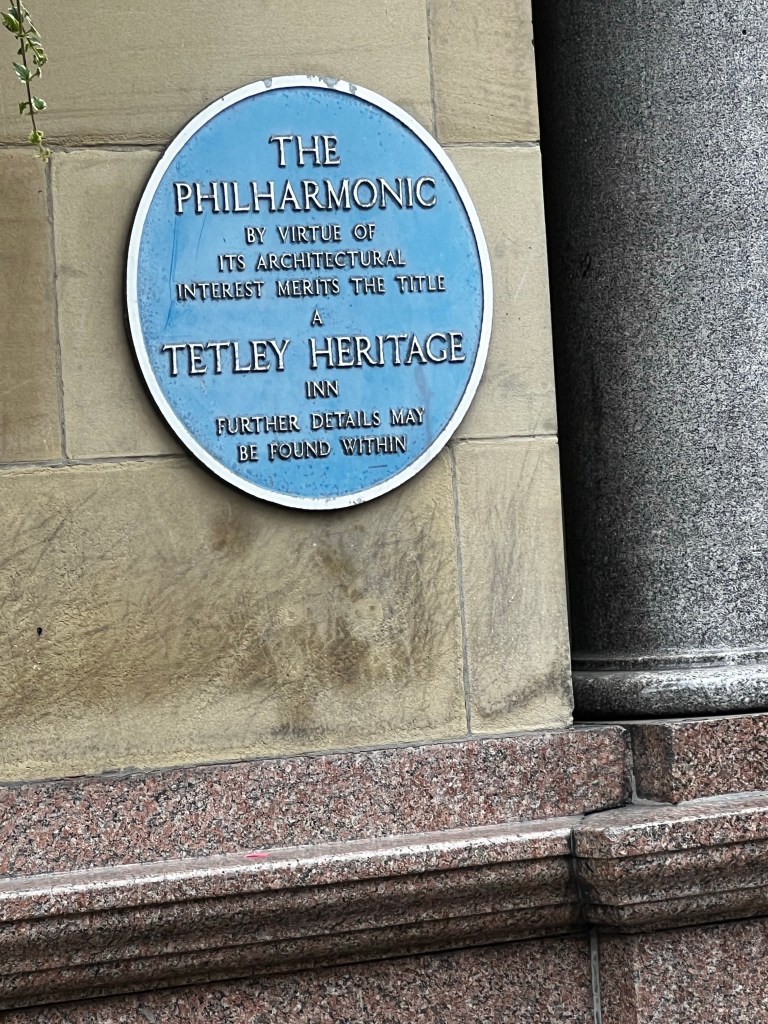 THE
PHILHARMONIC
BY VIRTUE OF
ITS ARCHITECTURAL
INTEREST MERITS THE TITLE
A
TETLEY HERITAGE
INN
FURTHER DETAILS MAY
BE FOUND WITHIN